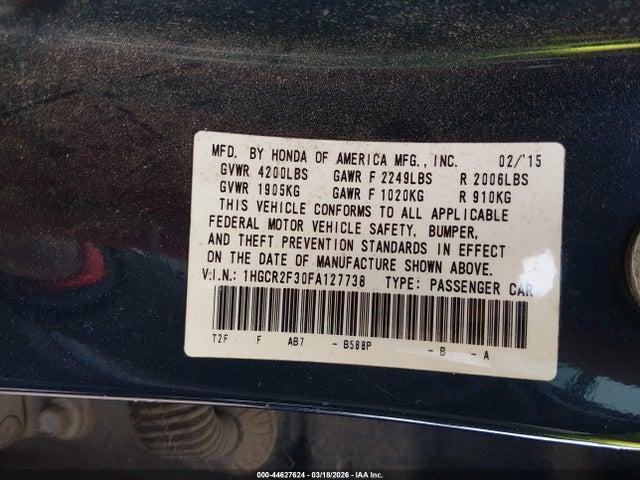 MFD. BY HONDA OF AMERICA MFG., INC. 02/'15
GVWR 4200LBS GAWR F 2249LBS R 2006LBS
GVWR 1905KG GAWR F 1020KG R 910KG
THIS VEHICLE CONFORMS TO ALL APPLICABLE
FEDERAL MOTOR VEHICLE SAFETY, BUMPER,
AND THEFT PREVENTION STANDARDS IN EFFECT
ON THE DATE OF MANUFACTURE SHOWN ABOVE.
V.I.N.: 1HGCR2F30FA127738 TYPE: PASSENGER CAR
T2F F AB7 - B588P - B - A
000-44627624 - 03/18/2026 - IAA Inc.